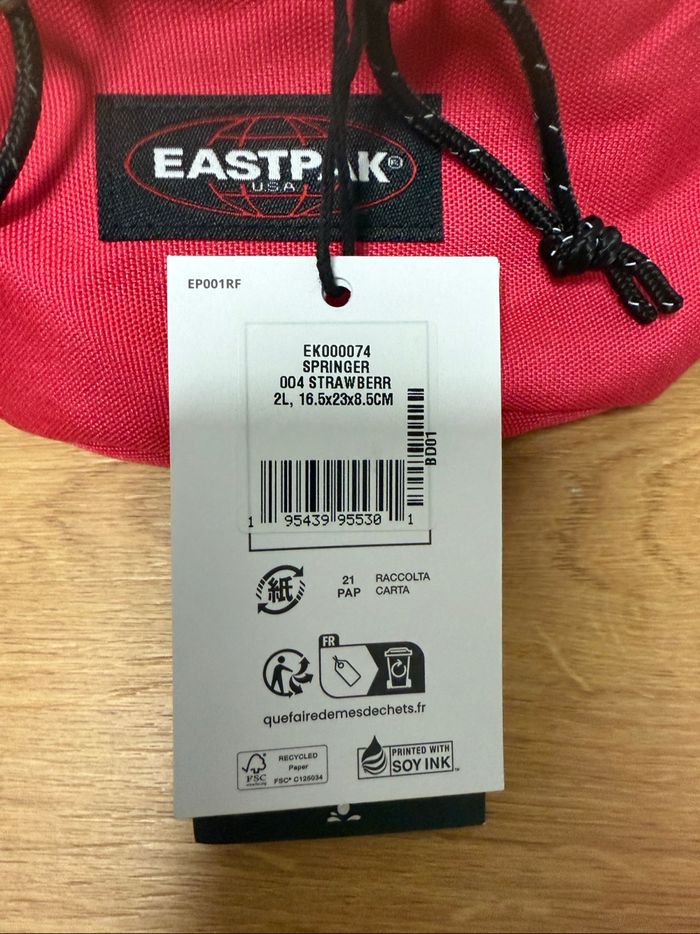 EASTPAK®
U.S.A
EP001RF
EK000074
SPRINGER
004 STRAWBERR
2L, 16.5x23x8.5CM
BD01
1 95439 95530 1
紙
21
PAP
RACCOLTA
CARTA
FR
quefairedemesdechets.fr
FSC
RECYCLED
Paper
FSC® C125034
PRINTED WITH
SOY INK™